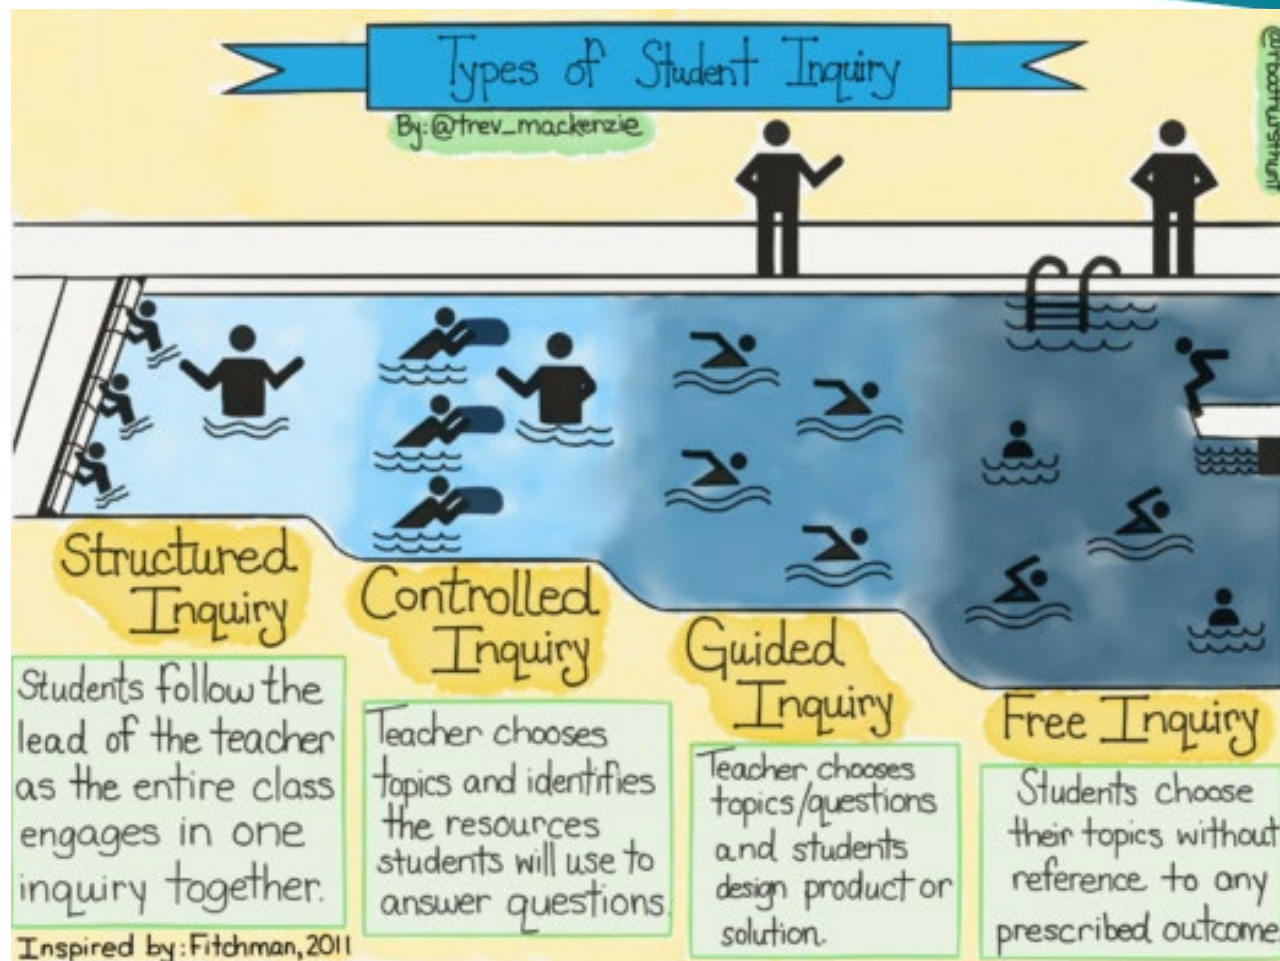 Types of Student Inquiry
By: @trev_mackenzie
Structured
Inquiry
Students follow the
lead of the teacher
as the entire class
engages in one
inquiry together.
Controlled
Inquiry
Teacher chooses
topics and identifies
the resources
students will use to
answer questions.
Guided
Inquiry
Teacher chooses
topics/questions
and students
design product or
solution.
Free Inquiry
Students choose
their topics without
reference to any
prescribed outcome
Inspired by: Fitchman, 2011